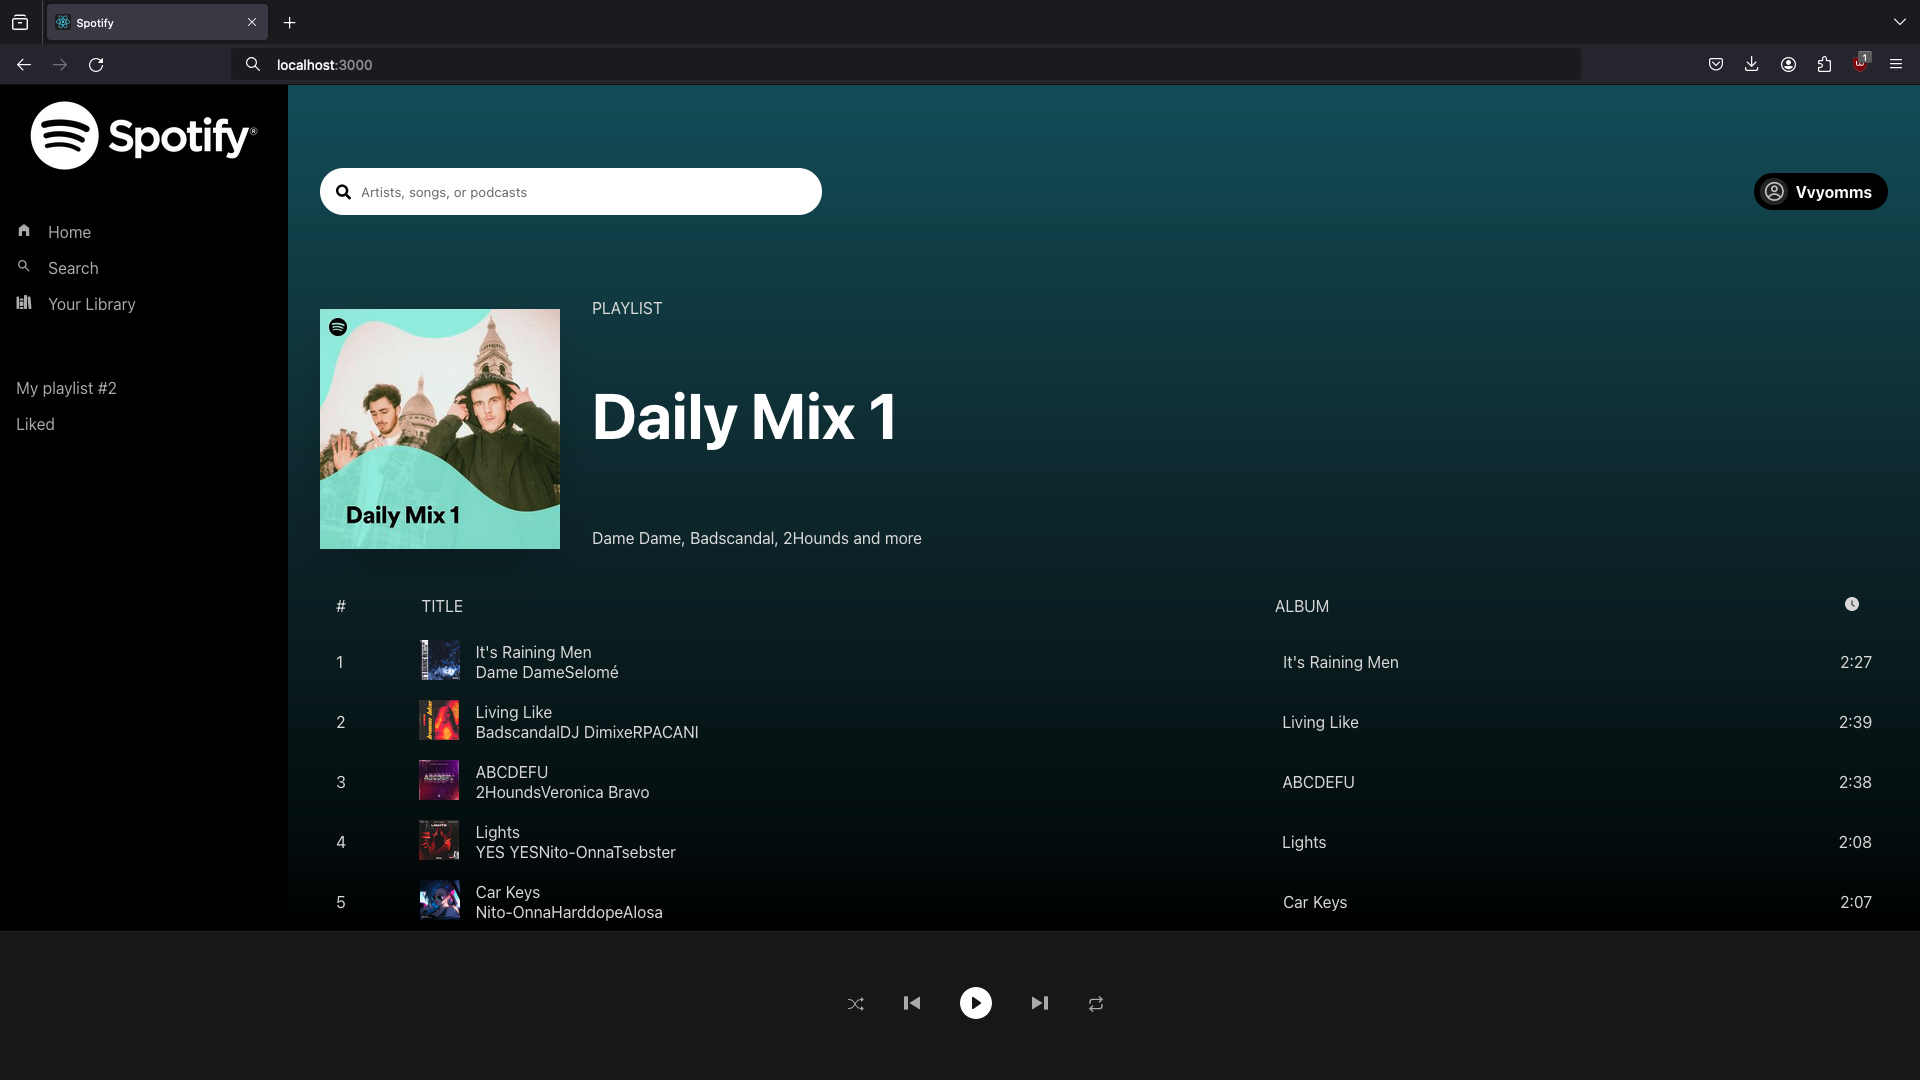 Spotify
localhost:3000
1
Spotify®
Artists, songs, or podcasts
Vvyomms
Home
Search
Your Library
My playlist #2
Liked
PLAYLIST
Daily Mix 1
Daily Mix 1
Dame Dame, Badscandal, 2Hounds and more
# TITLE ALBUM
1 It's Raining Men It's Raining Men 2:27
Dame DameSelomé
2 Living Like Living Like 2:39
BadscandalDJ DimixeRPACANI
3 ABCDEFU ABCDEFU 2:38
2HoundsVeronica Bravo
ABCDEFU
4 Lights Lights 2:08
YES YESNito-OnnaTsebster
LIGHTS
5 Car Keys Car Keys 2:07
Nito-OnnaHarddopeAlosa